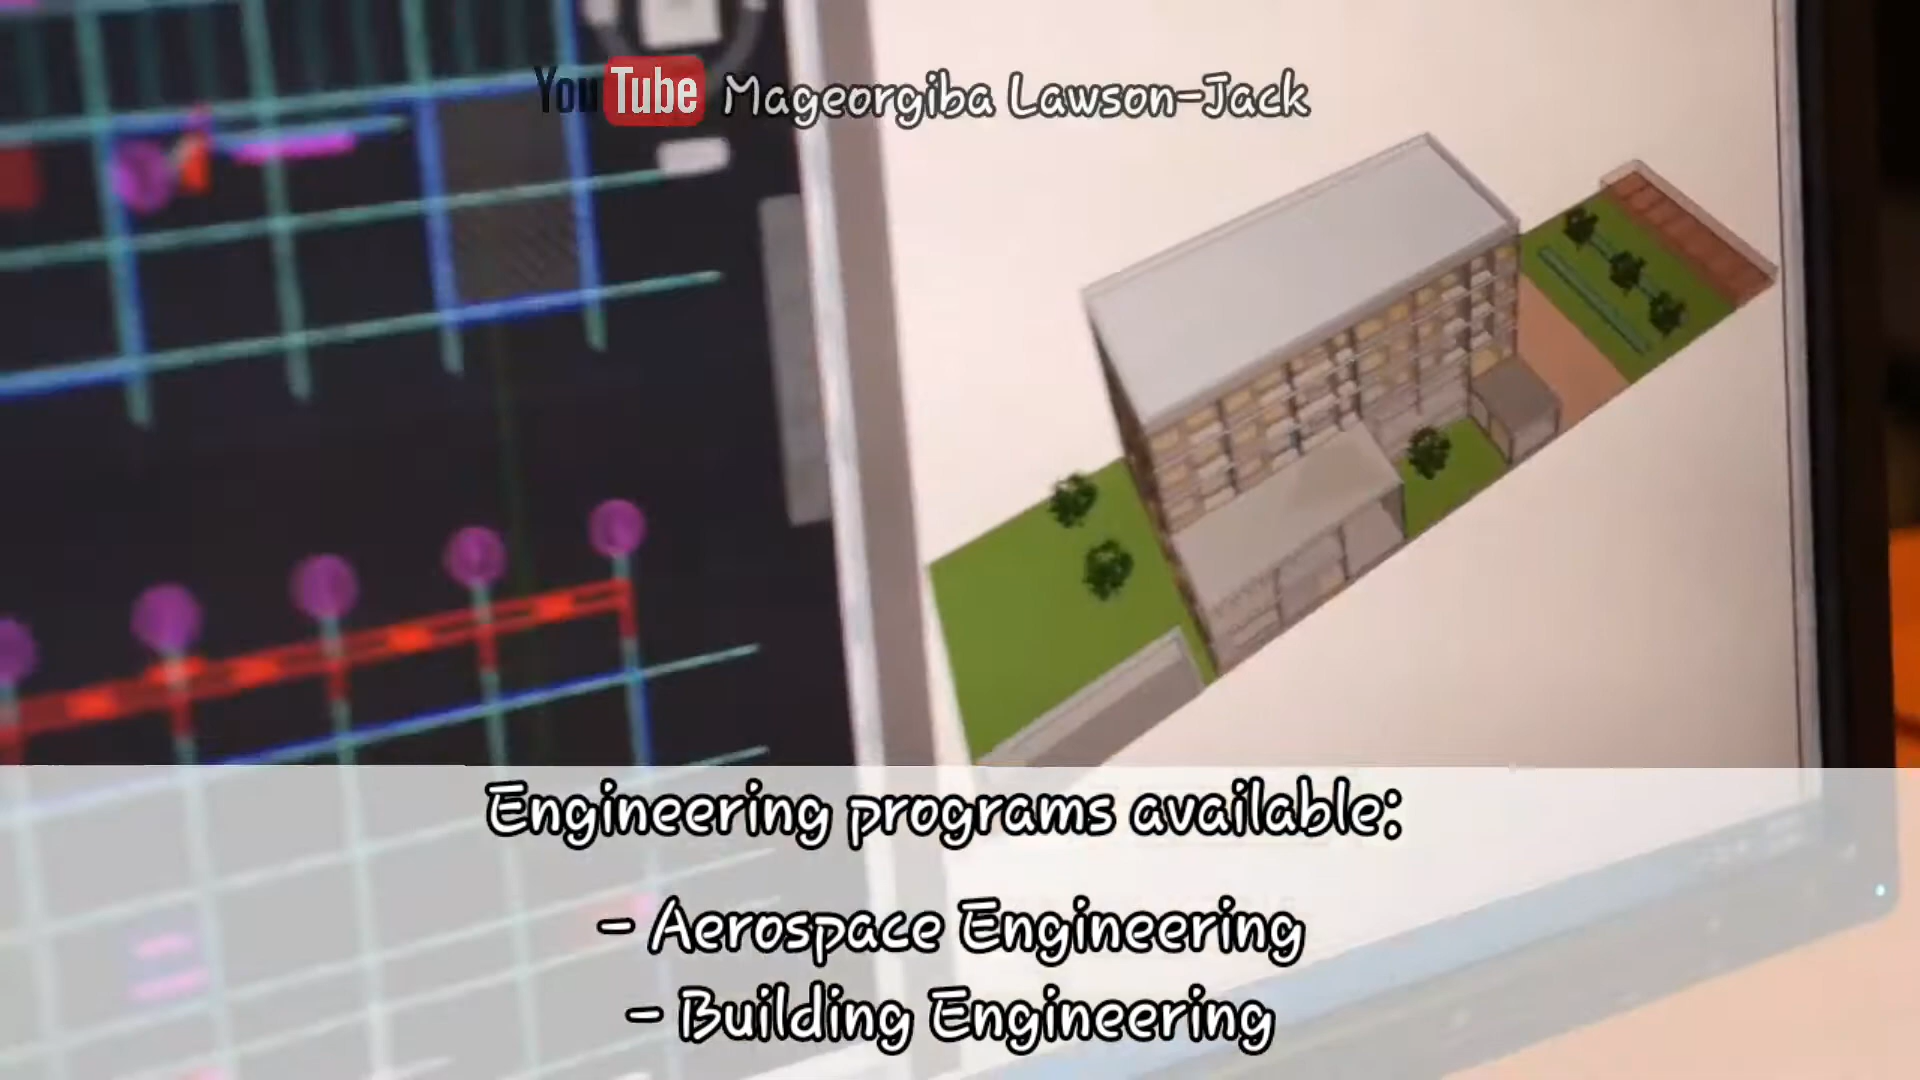 YouTube Mageorgiba Lawson-Jack
Engineering programs available:
- Aerospace Engineering
- Building Engineering